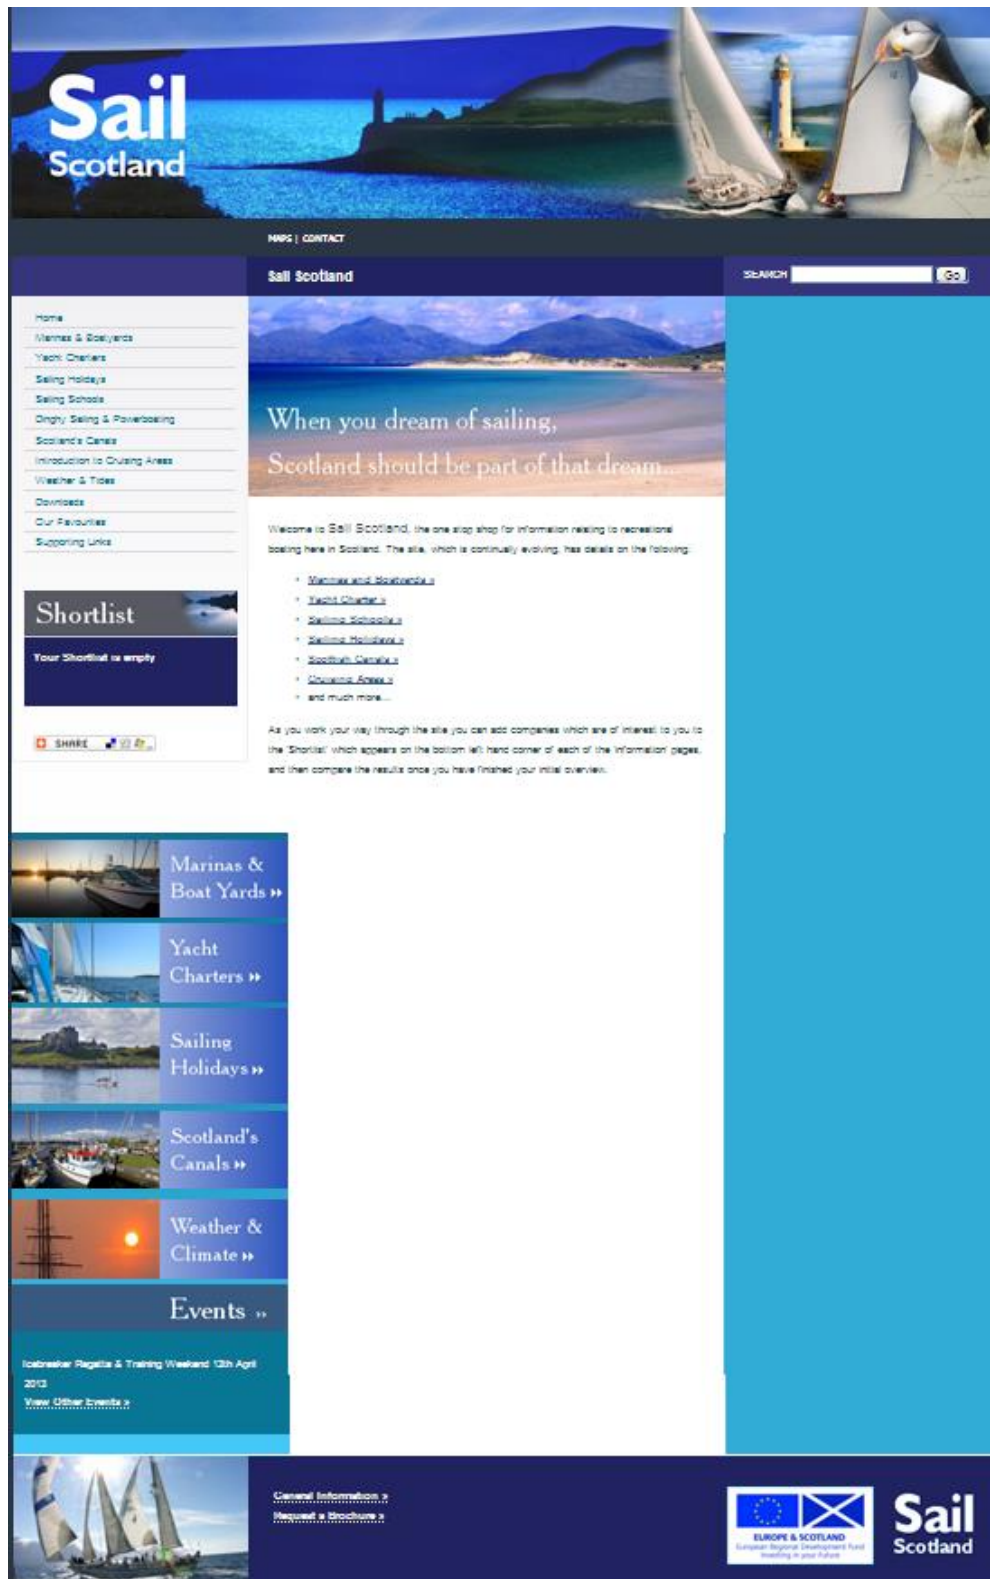 Sail
Scotland
MAPS | CONTACT
Sail Scotland
SEARCH
Go
Home
Marinas & Boatyards
Yacht Charters
Sailing Holidays
Sailing Schools
Dinghy Sailing & Powerboating
Scotland's Canals
Introduction to Cruising Areas
Weather & Tides
Downloads
Our Favourites
Supporting Links
Shortlist
Your Shortlist is empty
SHARE
When you dream of sailing,
Scotland should be part of that dream..
Welcome to Sail Scotland, the one stop shop for information relating to recreational
boating here in Scotland. The site, which is continually evolving, has details on the following:
Marinas and Boatyards »
Yacht Charter »
Sailing Schools »
Sailing Holidays »
Scottish Canals »
Cruising Areas »
and much more...
As you work your way through the site you can add companies which are of interest to you to
the 'Shortlist' which appears on the bottom left hand corner of each of the 'information' pages,
and then compare the results once you have finished your initial overview.
Marinas &
Boat Yards »
Yacht
Charters »
Sailing
Holidays »
Scotland's
Canals »
Weather &
Climate »
Events »
Icebreaker Regatta & Training Weekend 13th April
2013
View Other Events »
General Information »
Request a Brochure »
EUROPE & SCOTLAND
European Regional Development Fund
Investing in your Future
Sail
Scotland